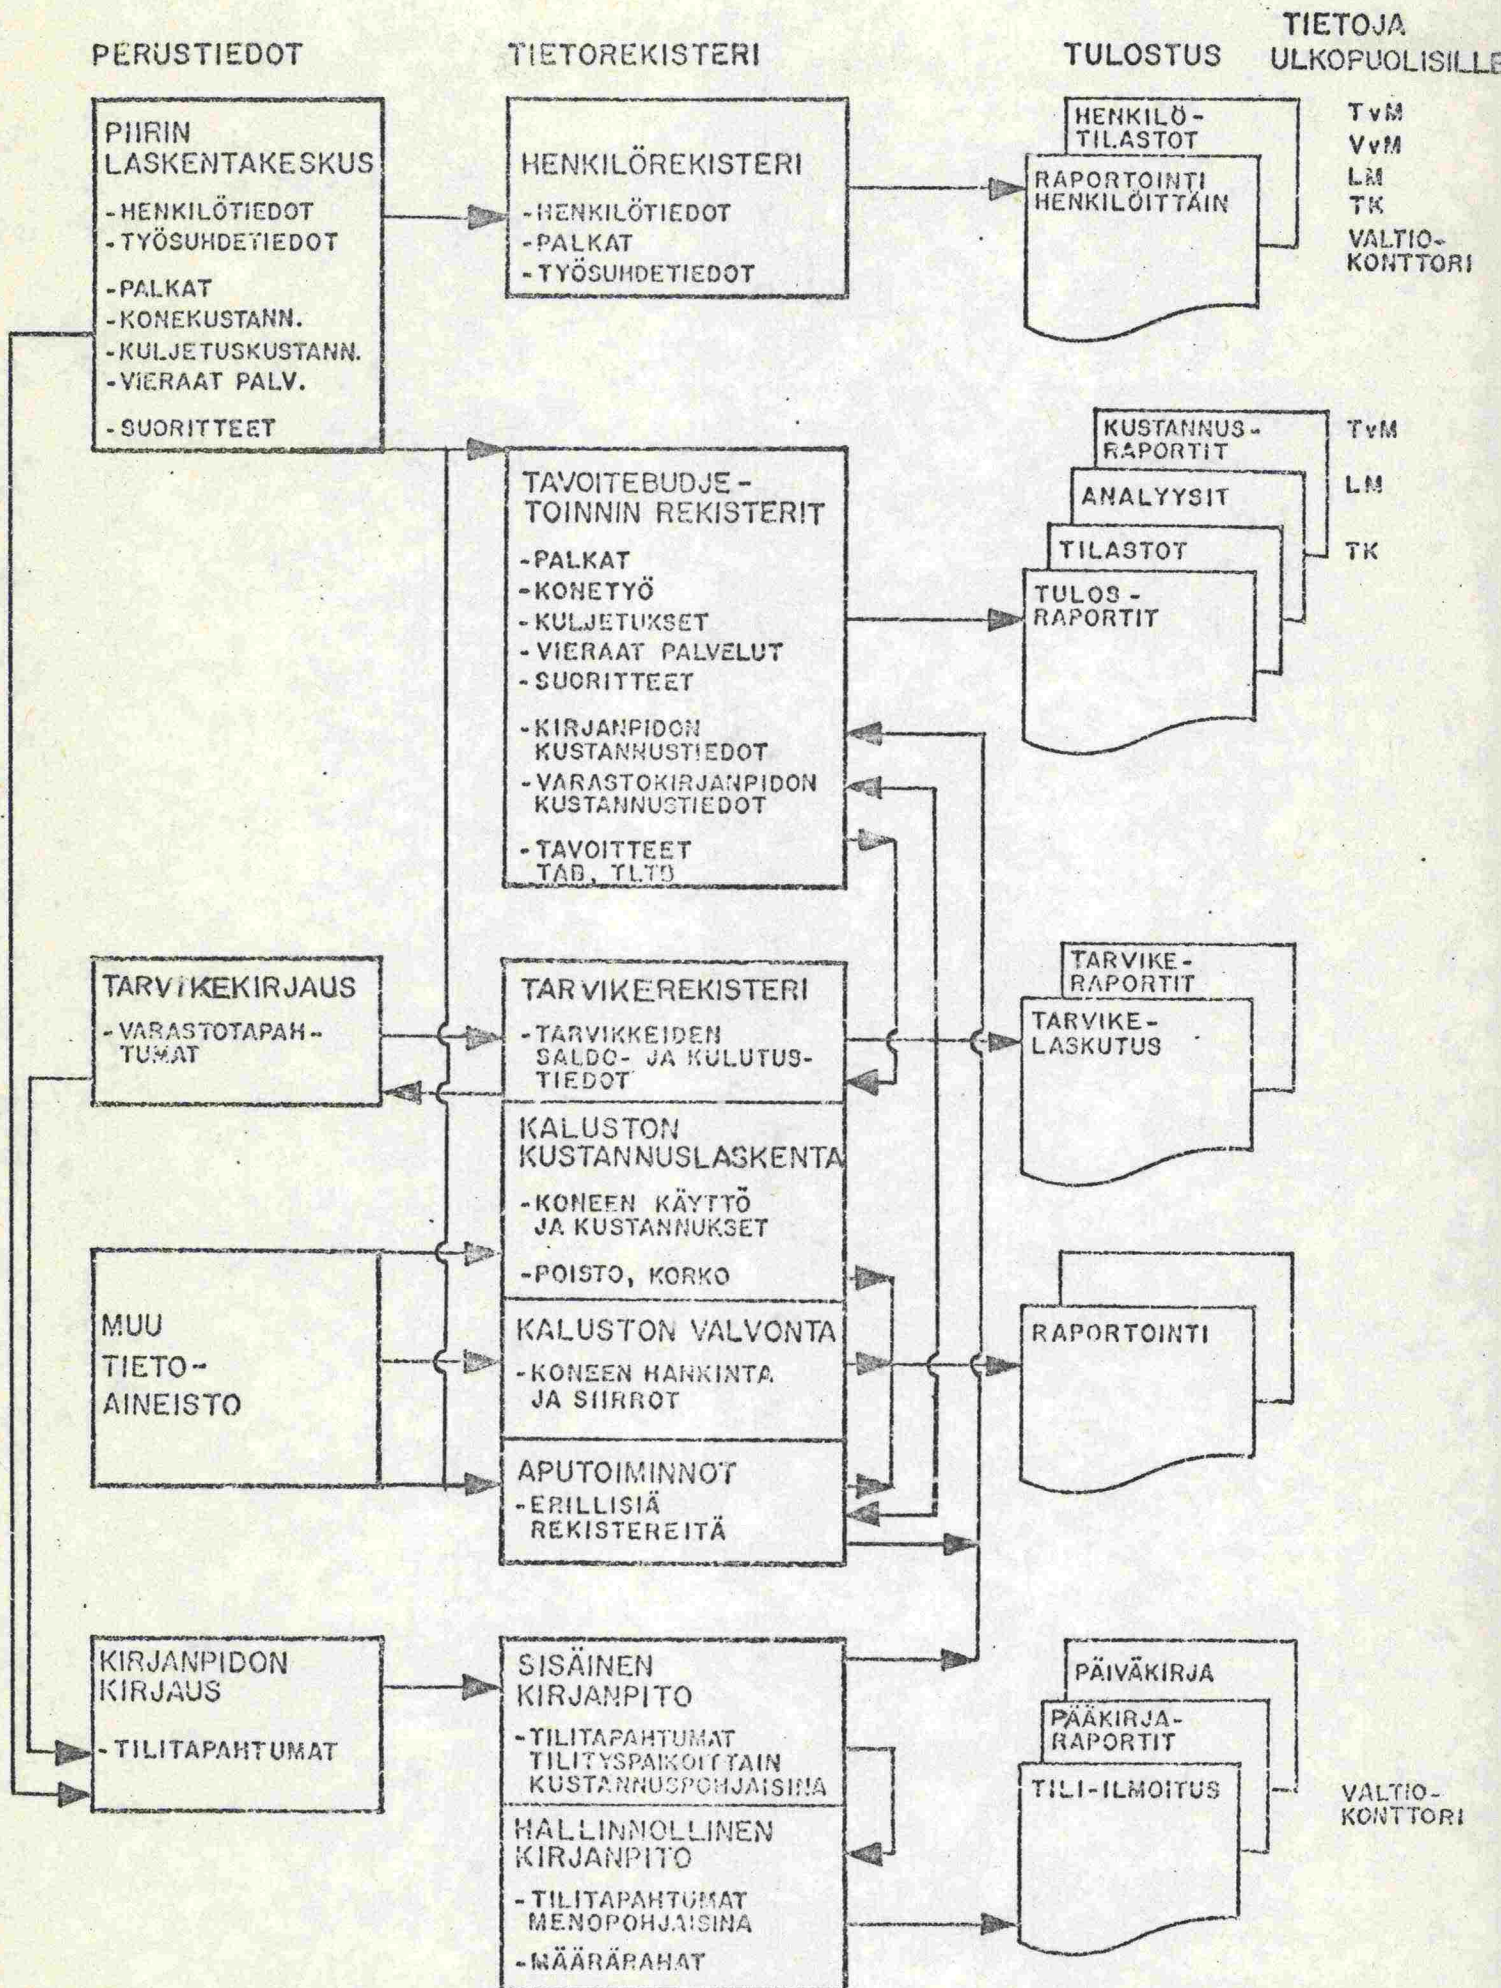 PERUSTIEDOT
TIETOREKISTERI
TULOSTUS
TIETOJA
ULKOPUOLISILLE
PIIRIN
LASKENTAKESKUS
-HENKILÖTIEDOT
-TYÖSUHDETIEDOT
-PALKAT
-KONEKUSTANN.
-KULJETUSKUSTANN.
-VIERAAT PALV.
-SUORITTEET
HENKILÖREKISTERI
-HENKILÖTIEDOT
-PALKAT
-TYÖSUHDETIEDOT
HENKILÖ-
TILASTOT
RAPORTOINTI
HENKILÖITTÄIN
TvM
VvM
LM
TK
VALTIO-
KONTTORI
TAVOITEBUDJE-
TOINNIN REKISTERIT
-PALKAT
-KONETYÖ
-KULJETUKSET
-VIERAAT PALVELUT
-SUORITTEET
-KIRJANPIDON
KUSTANNUSTIEDOT
-VARASTOKIRJANPIDON
KUSTANNUSTIEDOT
-TAVOITTEET
TAB, TLTB
KUSTANNUS-
RAPORTIT
ANALYYSIT
TILASTOT
TULOS-
RAPORTIT
TvM
LM
TK
TARVIKEKIRJAUS
-VARASTOTAPAH-
TUMAT
TARVIKEREKISTERI
-TARVIKKEIDEN
SALDO- JA KULUTUS-
TIEDOT
TARVIKE-
RAPORTIT
TARVIKE-
LASKUTUS
KALUSTON
KUSTANNUSLASKENTA
-KONEEN KÄYTTÖ
JA KUSTANNUKSET
-POISTO, KORKO
MUU
TIETO-
AINEISTO
KALUSTON VALVONTA
-KONEEN HANKINTA
JA SIIRROT
RAPORTOINTI
APUTOIMINNOT
-ERILLISIÄ
REKISTEREITÄ
KIRJANPIDON
KIRJAUS
-TILITAPAHTUMAT
SISÄINEN
KIRJANPITO
-TILITAPAHTUMAT
TILITYSPAIKOITTAIN
KUSTANNUSPOHJAISINA
HALLINNOLLINEN
KIRJANPITO
-TILITAPAHTUMAT
MENOPOHJAISINA
-MÄÄRÄRAHAT
PÄIVÄKIRJA
PÄÄKIRJA-
RAPORTIT
TILI-ILMOITUS
VALTIO-
KONTTORI